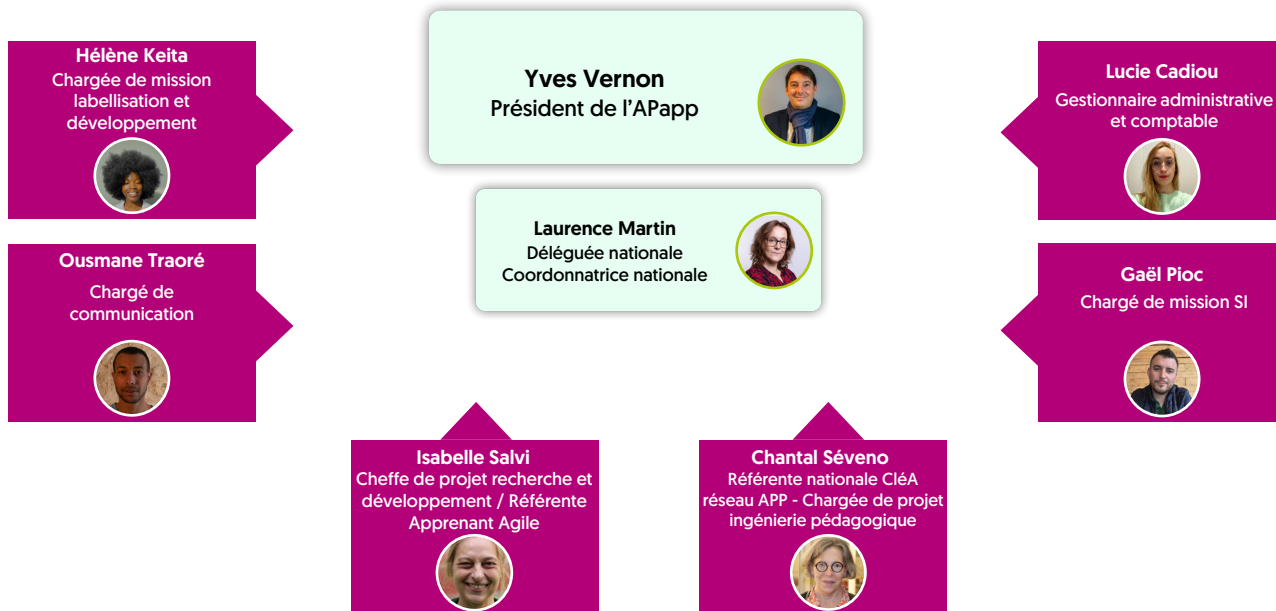 Hélène Keita
Chargée de mission
labellisation et
développement
Yves Vernon
Président de l'APapp
Lucie Cadiou
Gestionnaire administrative
et comptable
Laurence Martin
Déléguée nationale
Coordonnatrice nationale
Ousmane Traoré
Chargé de
communication
Gaël Pioc
Chargé de mission SI
Isabelle Salvi
Cheffe de projet recherche et
développement / Référente
Apprenant Agile
Chantal Séveno
Référente nationale CléA
réseau APP - Chargée de projet
ingénierie pédagogique